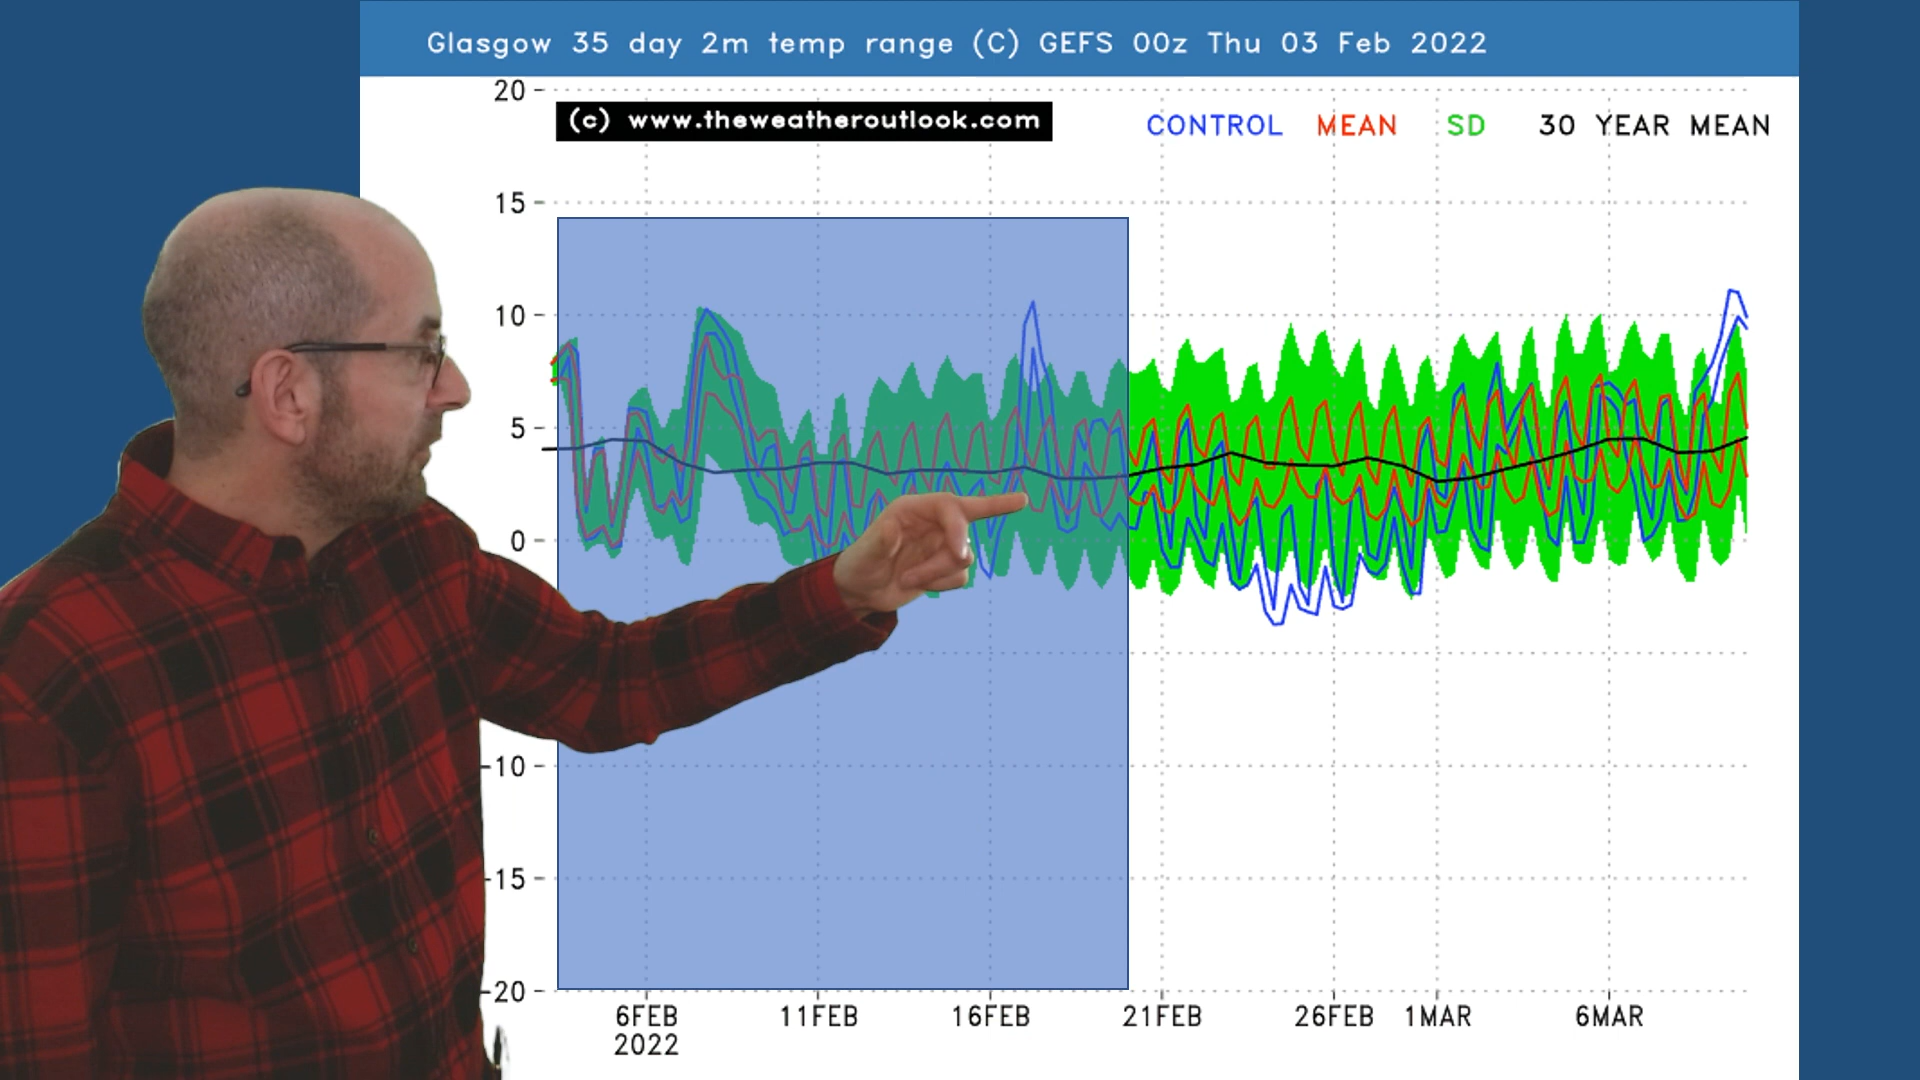 Glasgow 35 day 2m temp range (C) GEFS 00z Thu 03 Feb 2022
20
(c) www.theweatheroutlook.com
CONTROL MEAN SD 30 YEAR MEAN
15
10
5
0
-10
-15
-20
6FEB 11FEB 16FEB 21FEB 26FEB 1MAR 6MAR
2022